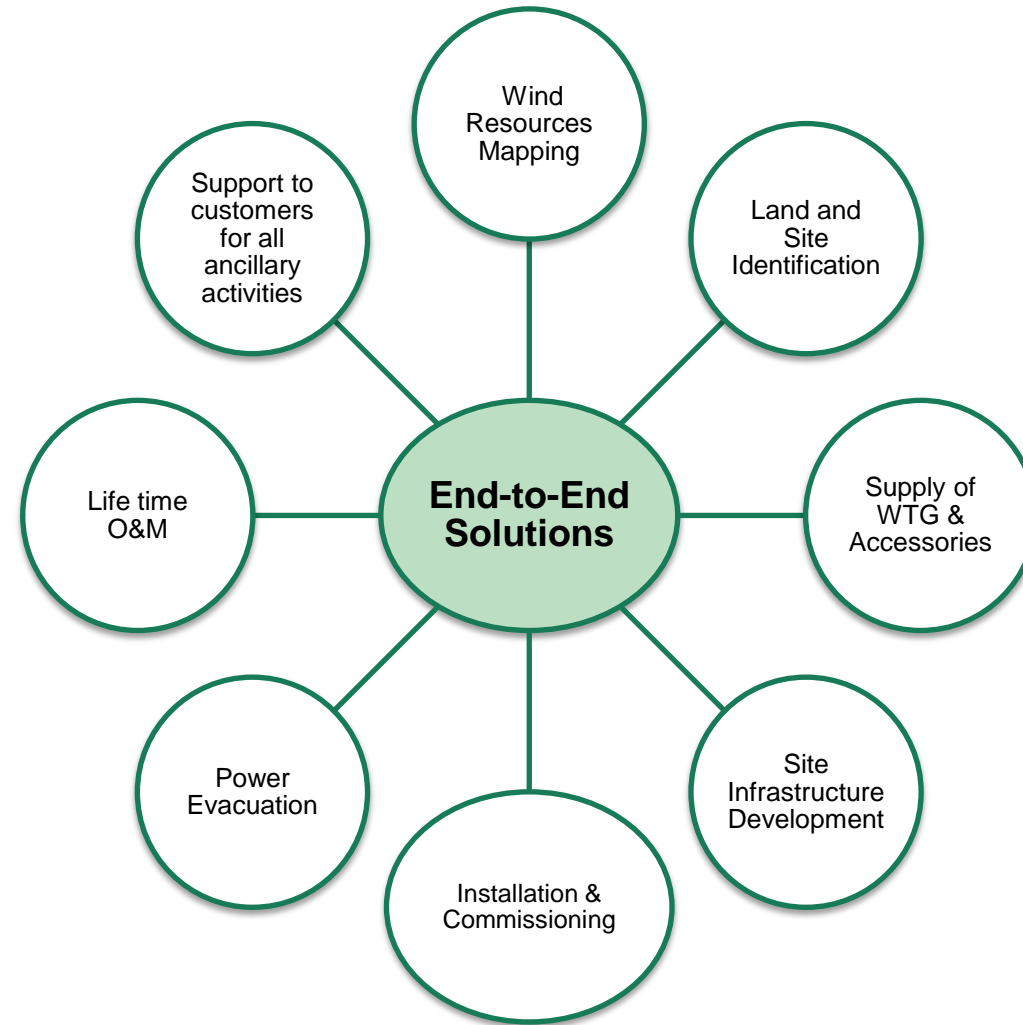 Wind
Resources
Mapping
Land and
Site
Identification
Supply of
WTG &
Accessories
Site
Infrastructure
Development
Installation &
Commissioning
Power
Evacuation
Life time
O&M
Support to
customers
for all
ancillary
activities
End-to-End
Solutions